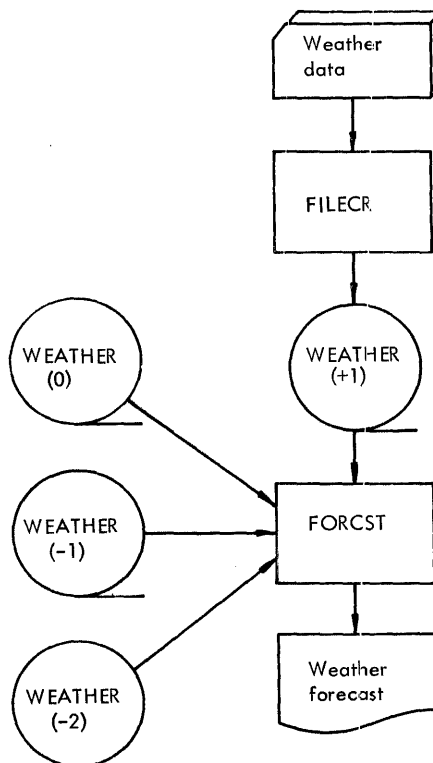 Weather
data
FILECR
WEATHER
(0)
WEATHER
(+1)
WEATHER
(-1)
FORCST
WEATHER
(-2)
Weather
forecast